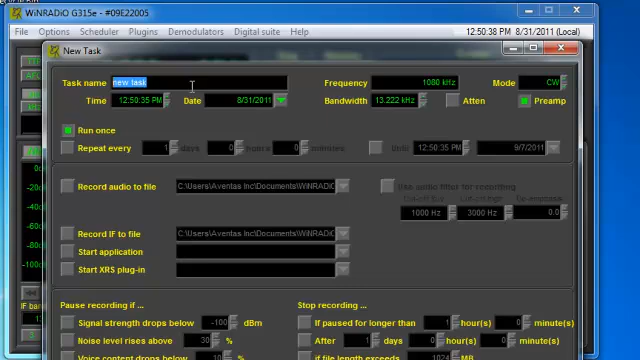 WiNRADiO G315e - #09E22005
File Options Scheduler Plugins Demodulators Digital suite Help 12:50:38 PM 8/31/2011 (Local)
New Task
Task name new task Frequency 1080 kHz Mode CW
Time 12:50:35 PM Date 8/31/2011 Bandwidth 13.222 kHz Atten Preamp
Run once
Repeat every 1 days 0 hours 0 minutes Until 12:50:35 PM 9/7/2011
Record audio to file C:\Users\Aventas Inc\Documents\WiNRADiO Use audio filter for recording
1000 Hz 3000 Hz 0.0
Record IF to file C:\Users\Aventas Inc\Documents\WiNRADiO
Start application
Start XRS plug-in
Pause recording if ... Stop recording ...
Signal strength drops below -100 dBm If paused for longer than 1 hour(s) 0 minute(s)
Noise level rises above 30 % After 1 day(s) 0 hour(s) 0 minute(s)
Voice content drops below 10 % if file length exceeds 1024 MB